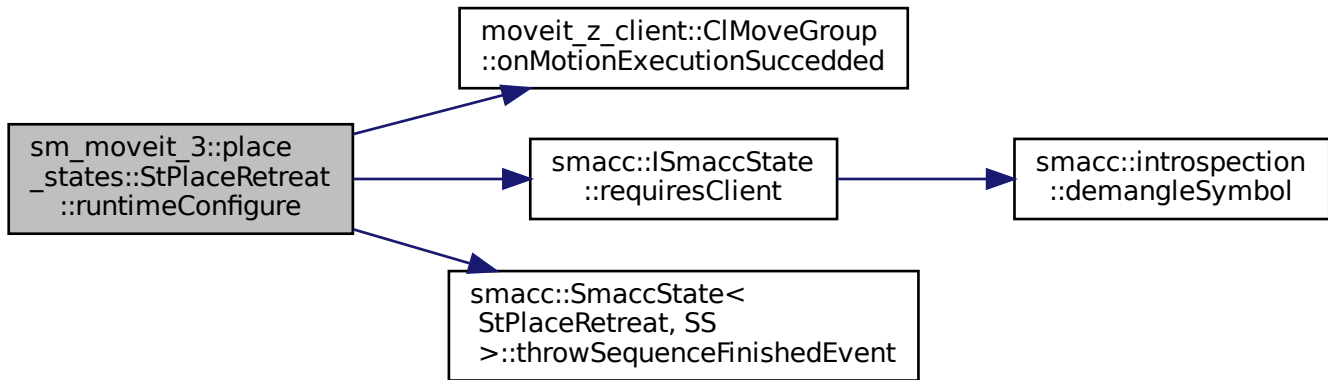 moveit_z_client::ClMoveGroup
::onMotionExecutionSuccedded
sm_moveit_3::place
_states::StPlaceRetreat
::runtimeConfigure
smacc::ISmaccState
::requiresClient
smacc::introspection
::demangleSymbol
smacc::SmaccState<
StPlaceRetreat, SS
>::throwSequenceFinishedEvent